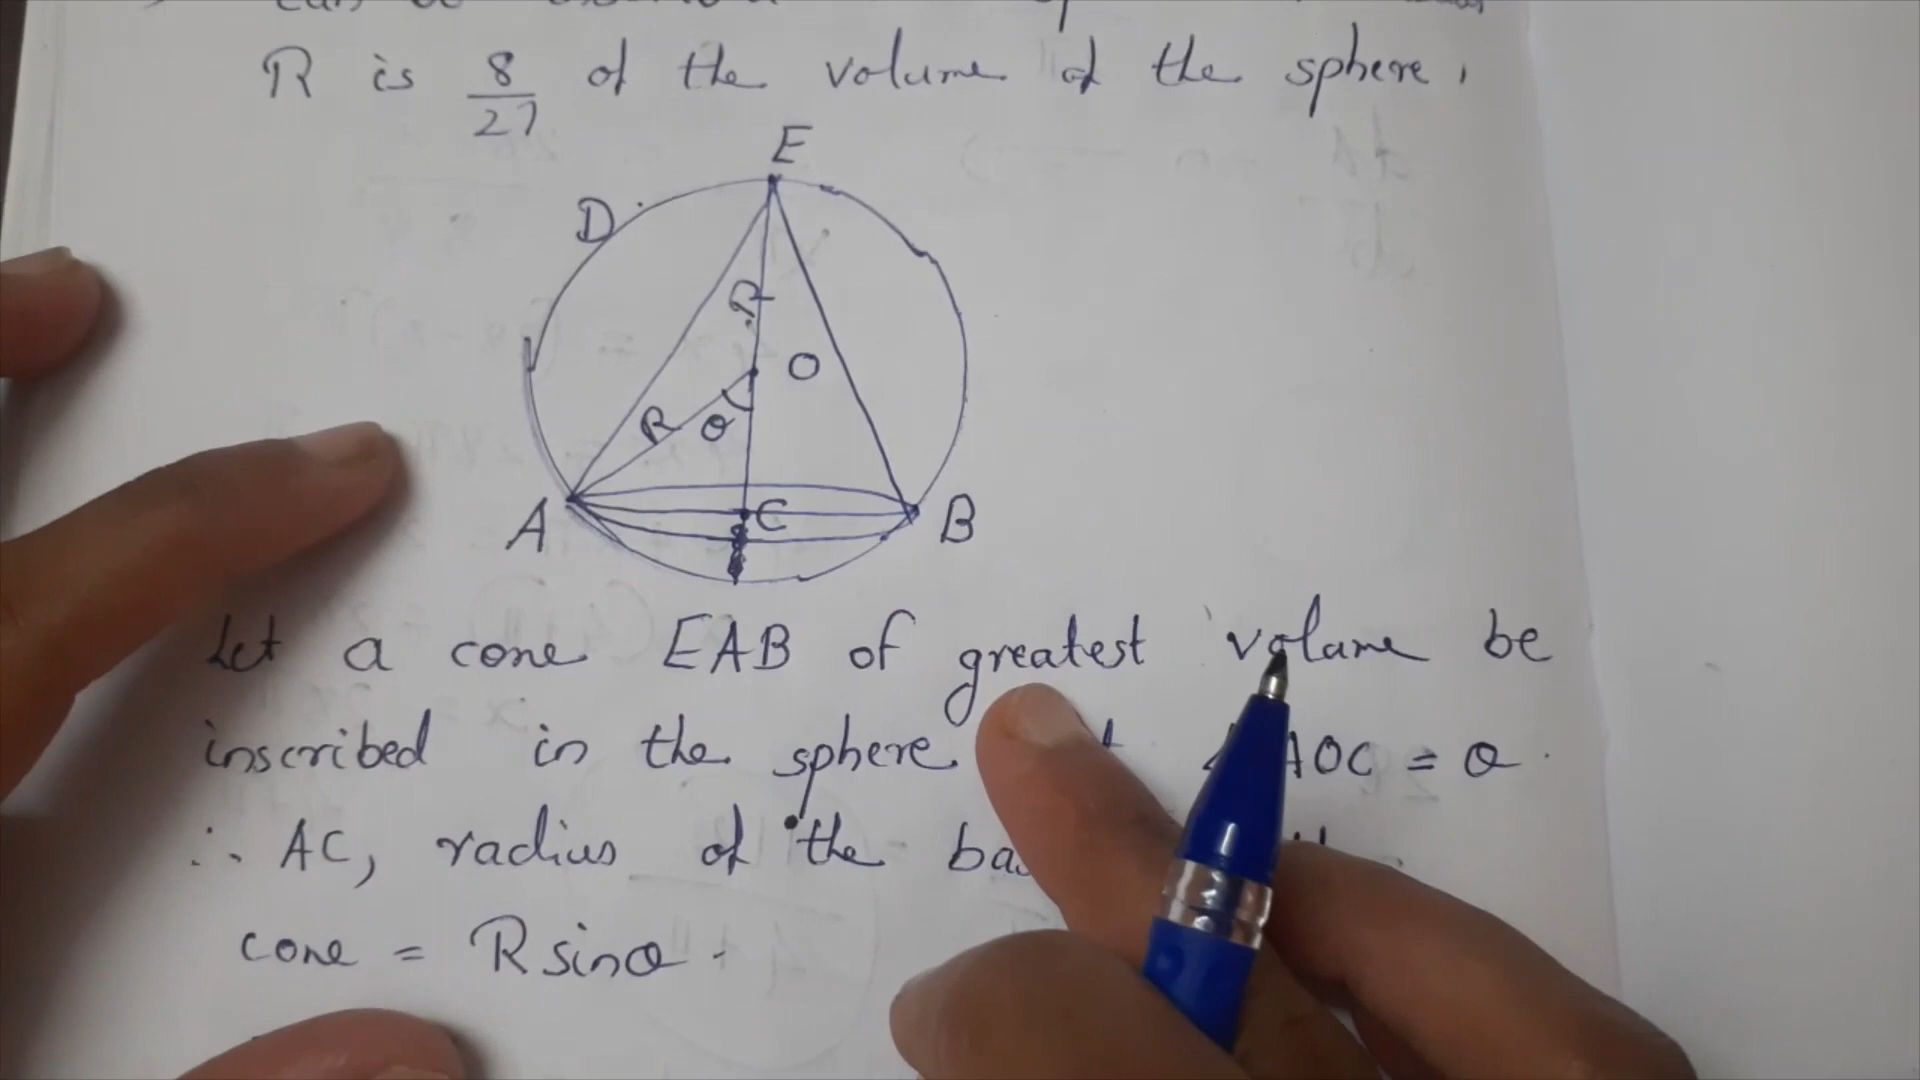 R is 8/27 of the volume of the sphere.
E
D
R
O
R θ
A C B
Let a cone EAB of greatest volume be
inscribed in the sphere ∠AOC = θ.
∴ AC, radius of the
cone = R sinθ.